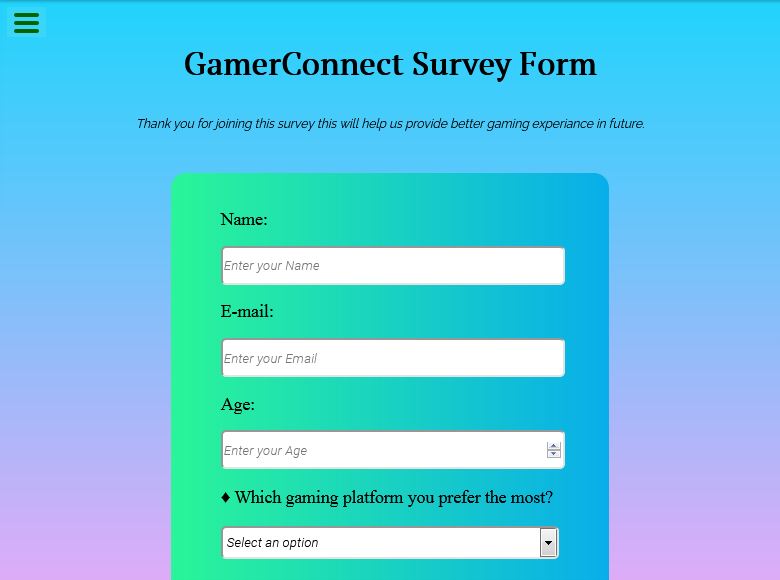 GamerConnect Survey Form
Thank you for joining this survey this will help us provide better gaming experiance in future.
Name:
Enter your Name
E-mail:
Enter your Email
Age:
Enter your Age
♦ Which gaming platform you prefer the most?
Select an option